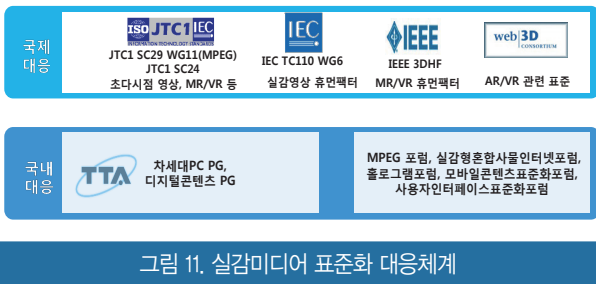 국제
대응
ISO JTC1 IEC
INFORMATION TECHNOLOGY STANDARDS
JTC1 SC29 WG11(MPEG)
JTC1 SC24
초다시점 영상, MR/VR 등
IEC
IEC TC110 WG6
실감영상 휴먼팩터
IEEE
IEEE 3DHF
MR/VR 휴먼팩터
web 3D
CONSORTIUM
AR/VR 관련 표준
국내
대응
TTA
차세대PC PG,
디지털콘텐츠 PG
MPEG 포럼, 실감형혼합사물인터넷포럼,
홀로그램포럼, 모바일콘텐츠표준화포럼,
사용자인터페이스표준화포럼
그림 11. 실감미디어 표준화 대응체계